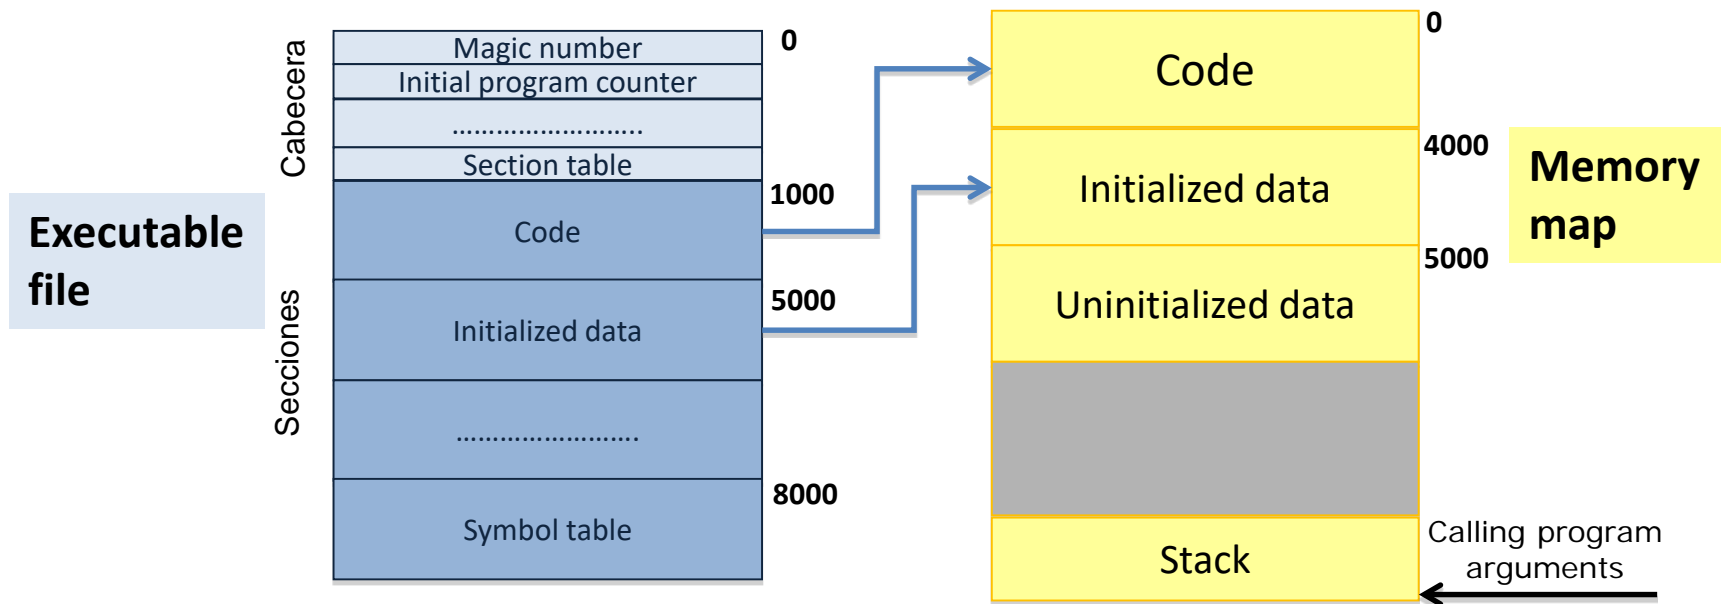 Cabecera
Magic number
0
Initial program counter
……………………..
Section table
Executable
file
Secciones
1000
Code
5000
Initialized data
…………………….
8000
Symbol table
0
Code
4000
Initialized data
5000
Uninitialized data
Memory
map
Stack
Calling program
arguments